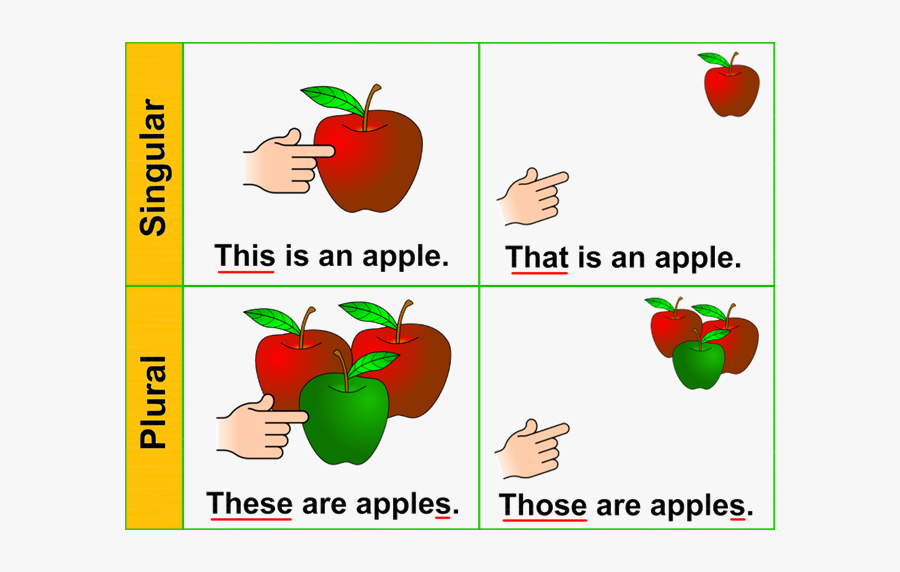 Singular
This is an apple.
That is an apple.
Plural
These are apples.
Those are apples.